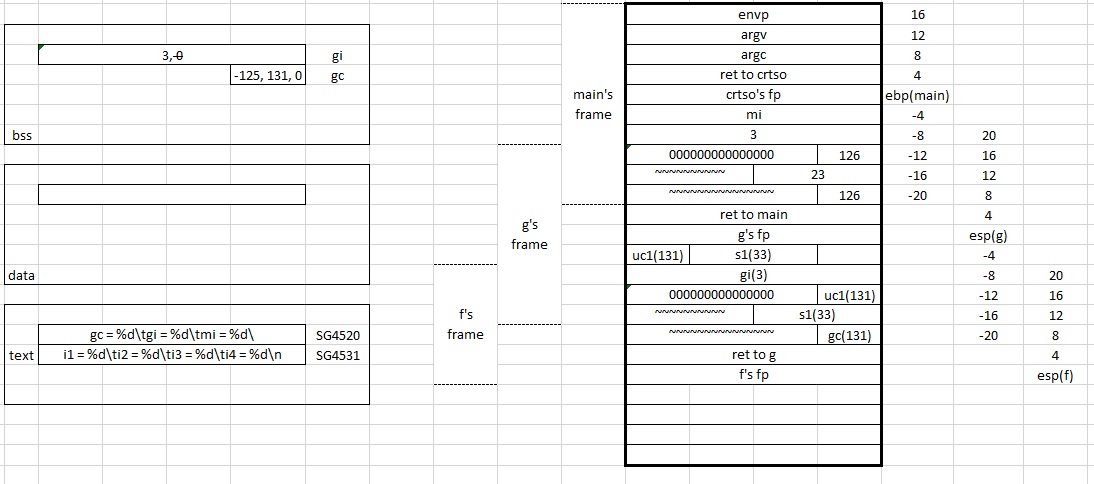 envp 16
argv 12
3,-0 gi argc 8
-125, 131, 0 gc ret to crtso 4
main's frame crtso's fp ebp(main)
mi -4
bss 3 -8 20
000000000000000 126 -12 16
~~~~~~~~~~ 23 -16 12
~~~~~~~~~~~~~~~ 126 -20 8
ret to main 4
g's frame g's fp esp(g)
uc1(131) s1(33) -4
data gi(3) -8 20
000000000000000 uc1(131) -12 16
f's frame ~~~~~~~~~~ s1(33) -16 12
gc = %d\tgi = %d\tmi = %d\ SG4520 ~~~~~~~~~~~~~~~ gc(131) -20 8
text i1 = %d\ti2 = %d\ti3 = %d\ti4 = %d\n SG4531 ret to g 4
f's fp esp(f)